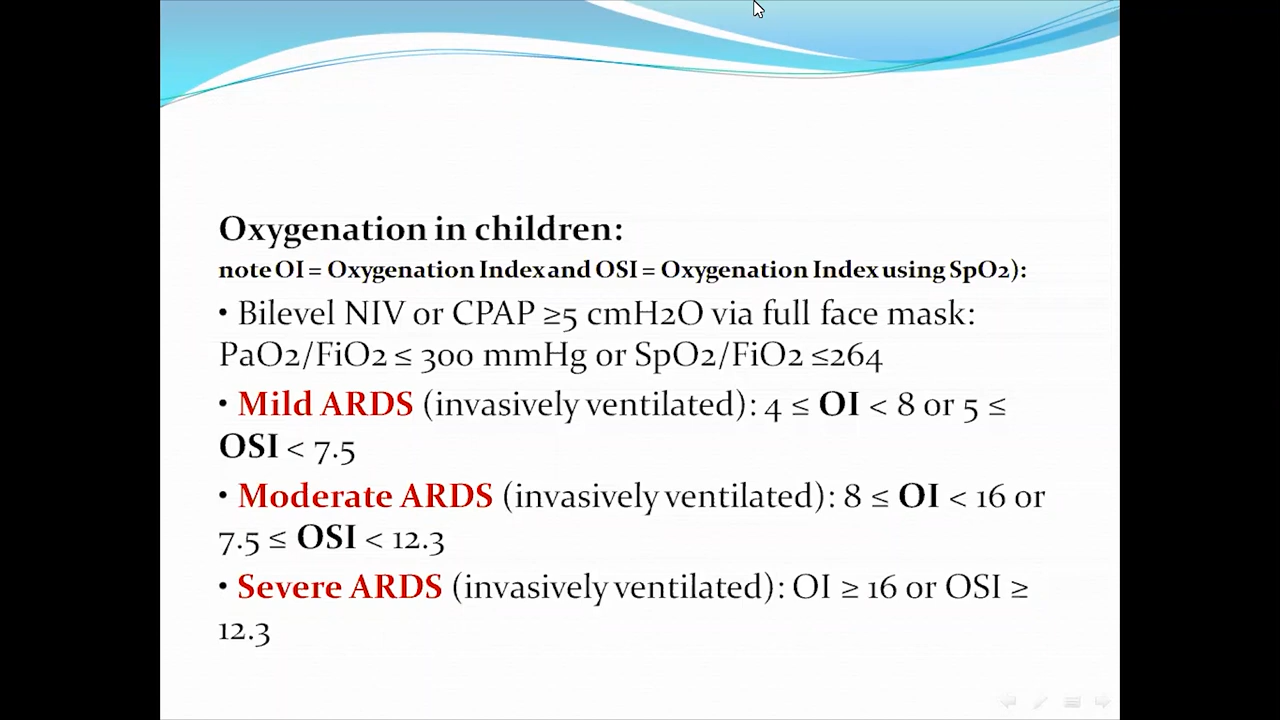 Oxygenation in children:
note OI = Oxygenation Index and OSI = Oxygenation Index using SpO2):
• Bilevel NIV or CPAP ≥5 cmH2O via full face mask:
PaO2/FiO2 ≤ 300 mmHg or SpO2/FiO2 ≤264
• Mild ARDS (invasively ventilated): 4 ≤ OI < 8 or 5 ≤
OSI < 7.5
• Moderate ARDS (invasively ventilated): 8 ≤ OI < 16 or
7.5 ≤ OSI < 12.3
• Severe ARDS (invasively ventilated): OI ≥ 16 or OSI ≥
12.3